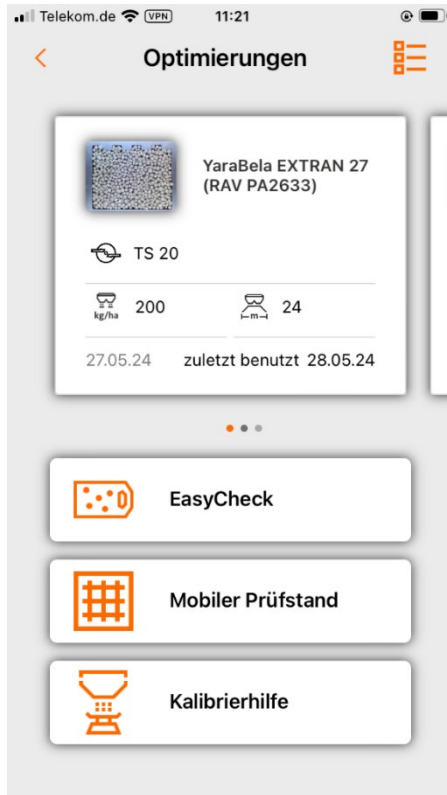 Telekom.de VPN 11:21
Optimierungen
YaraBela EXTRAN 27
(RAV PA2633)
TS 20
kg/ha 200 m 24
27.05.24 zuletzt benutzt 28.05.24
EasyCheck
Mobiler Prüfstand
Kalibrierhilfe